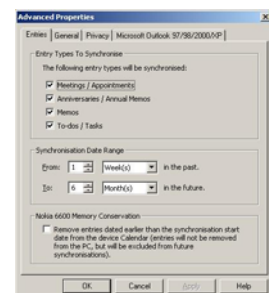 Advanced Properties
Entries General Privacy Microsoft Outlook 97/98/2000/XP
Entry Types To Synchronise
The following entry types will be synchronised:
Meetings / Appointments
Anniversaries / Annual Memos
Memos
To-dos / Tasks
Synchronisation Date Range
From: 1 Week(s) in the past.
To: 6 Month(s) in the future.
Nokia 6600 Memory Conservation
Remove entries dated earlier than the synchronisation start
date from the device Calendar (entries will not be removed
from the PC, but will be excluded from future
synchronisations).
OK Cancel Apply Help